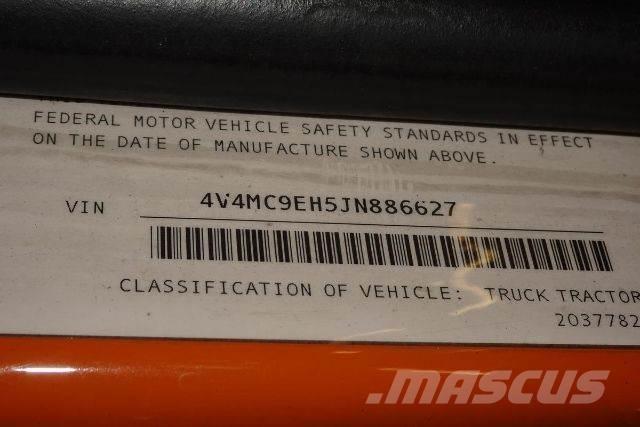 FEDERAL MOTOR VEHICLE SAFETY STANDARDS IN EFFECT
ON THE DATE OF MANUFACTURE SHOWN ABOVE.
VIN 4V4MC9EH5JN886627
CLASSIFICATION OF VEHICLE: TRUCK TRACTOR
2037782
MASCUS